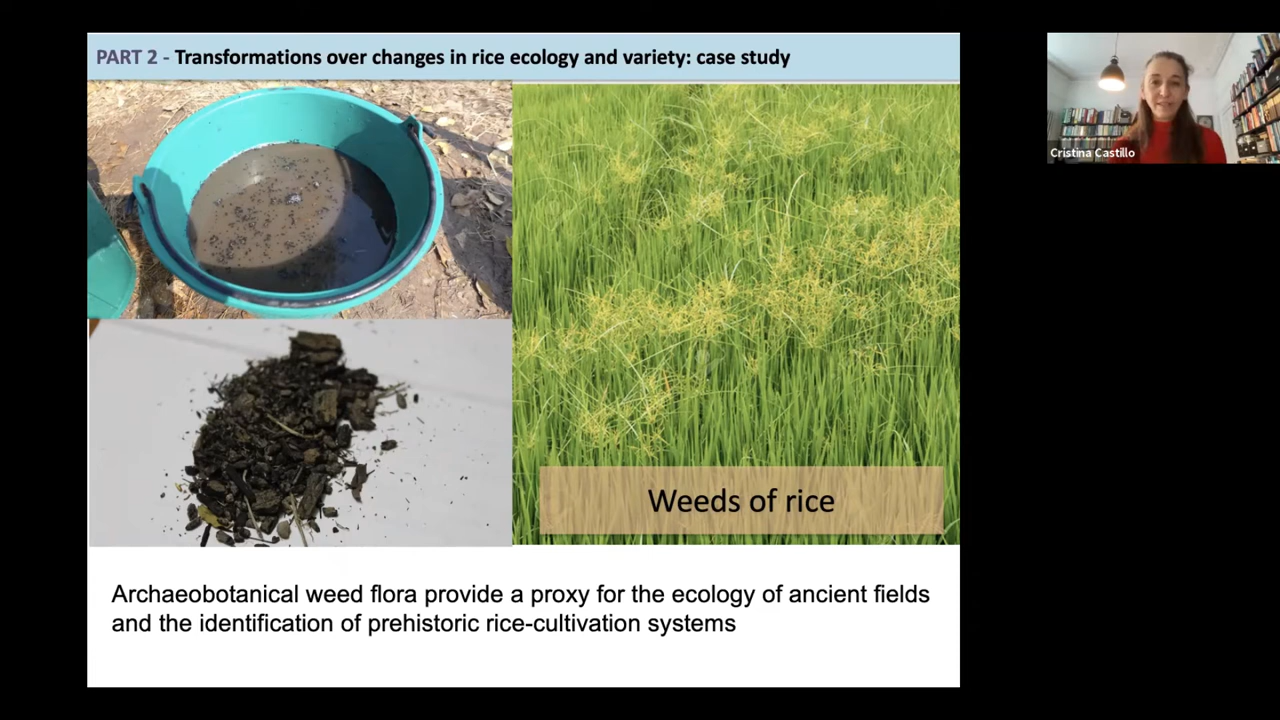 PART 2 - Transformations over changes in rice ecology and variety: case study
Cristina Castillo
Weeds of rice
Archaeobotanical weed flora provide a proxy for the ecology of ancient fields
and the identification of prehistoric rice-cultivation systems